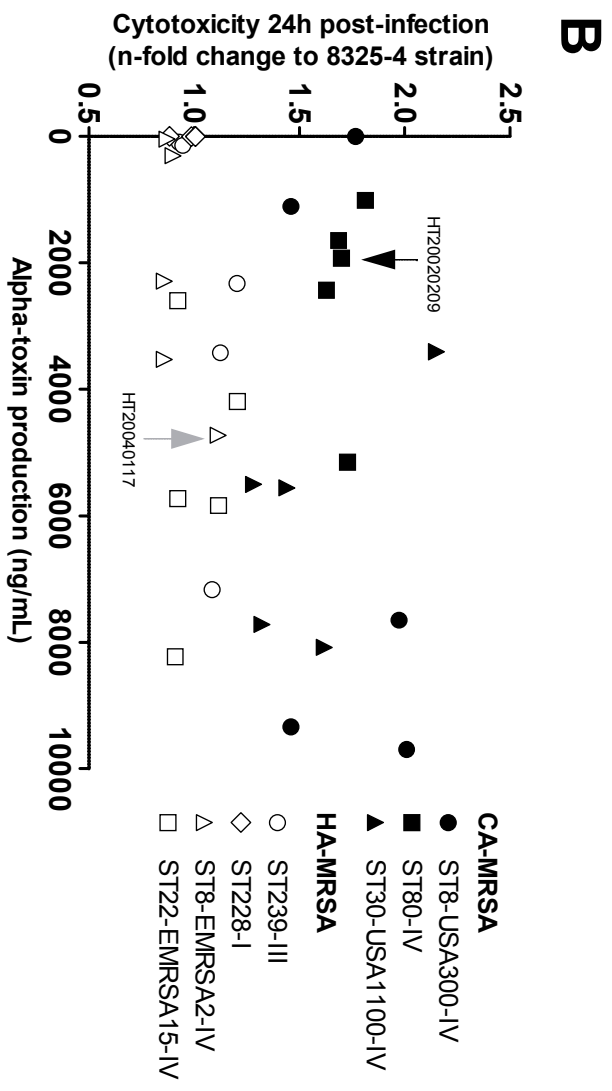 B
Cytotoxicity 24h post-infection
(n-fold change to 8325-4 strain)
2.5
2.0
1.5
1.0
0.5
0
2000
4000
6000
8000
10000
Alpha-toxin production (ng/mL)
HT20020209
HT20040117
CA-MRSA
ST8-USA300-IV
ST80-IV
ST30-USA1100-IV
HA-MRSA
ST239-III
ST228-I
ST8-EMRSA2-IV
ST22-EMRSA15-IV